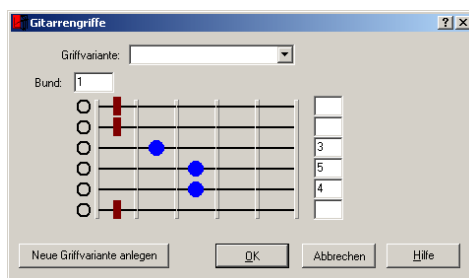 Gitarrengriffe
Griffvariante:
Bund: 1
3
5
4
Neue Griffvariante anlegen OK Abbrechen Hilfe